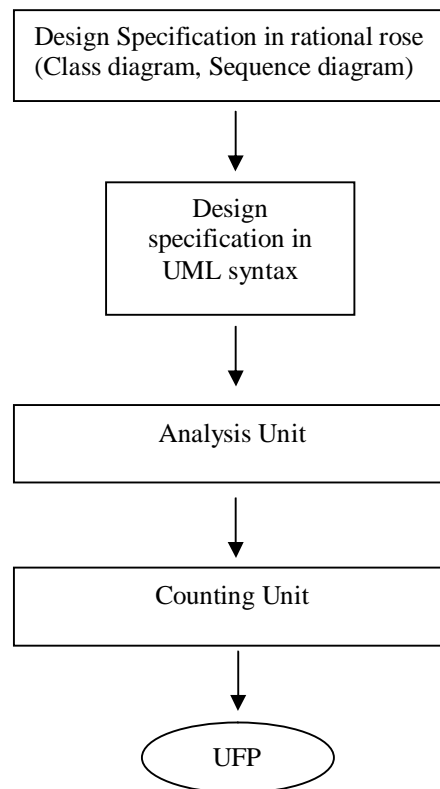 Design Specification in rational rose
(Class diagram, Sequence diagram)
Design
specification in
UML syntax
Analysis Unit
Counting Unit
UFP